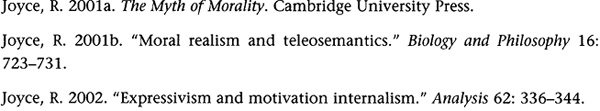 Joyce, R. 2001a. The Myth of Morality. Cambridge University Press.
Joyce, R. 2001b. “Moral realism and teleosemantics.” Biology and Philosophy 16:
723–731.
Joyce, R. 2002. “Expressivism and motivation internalism.” Analysis 62: 336–344.